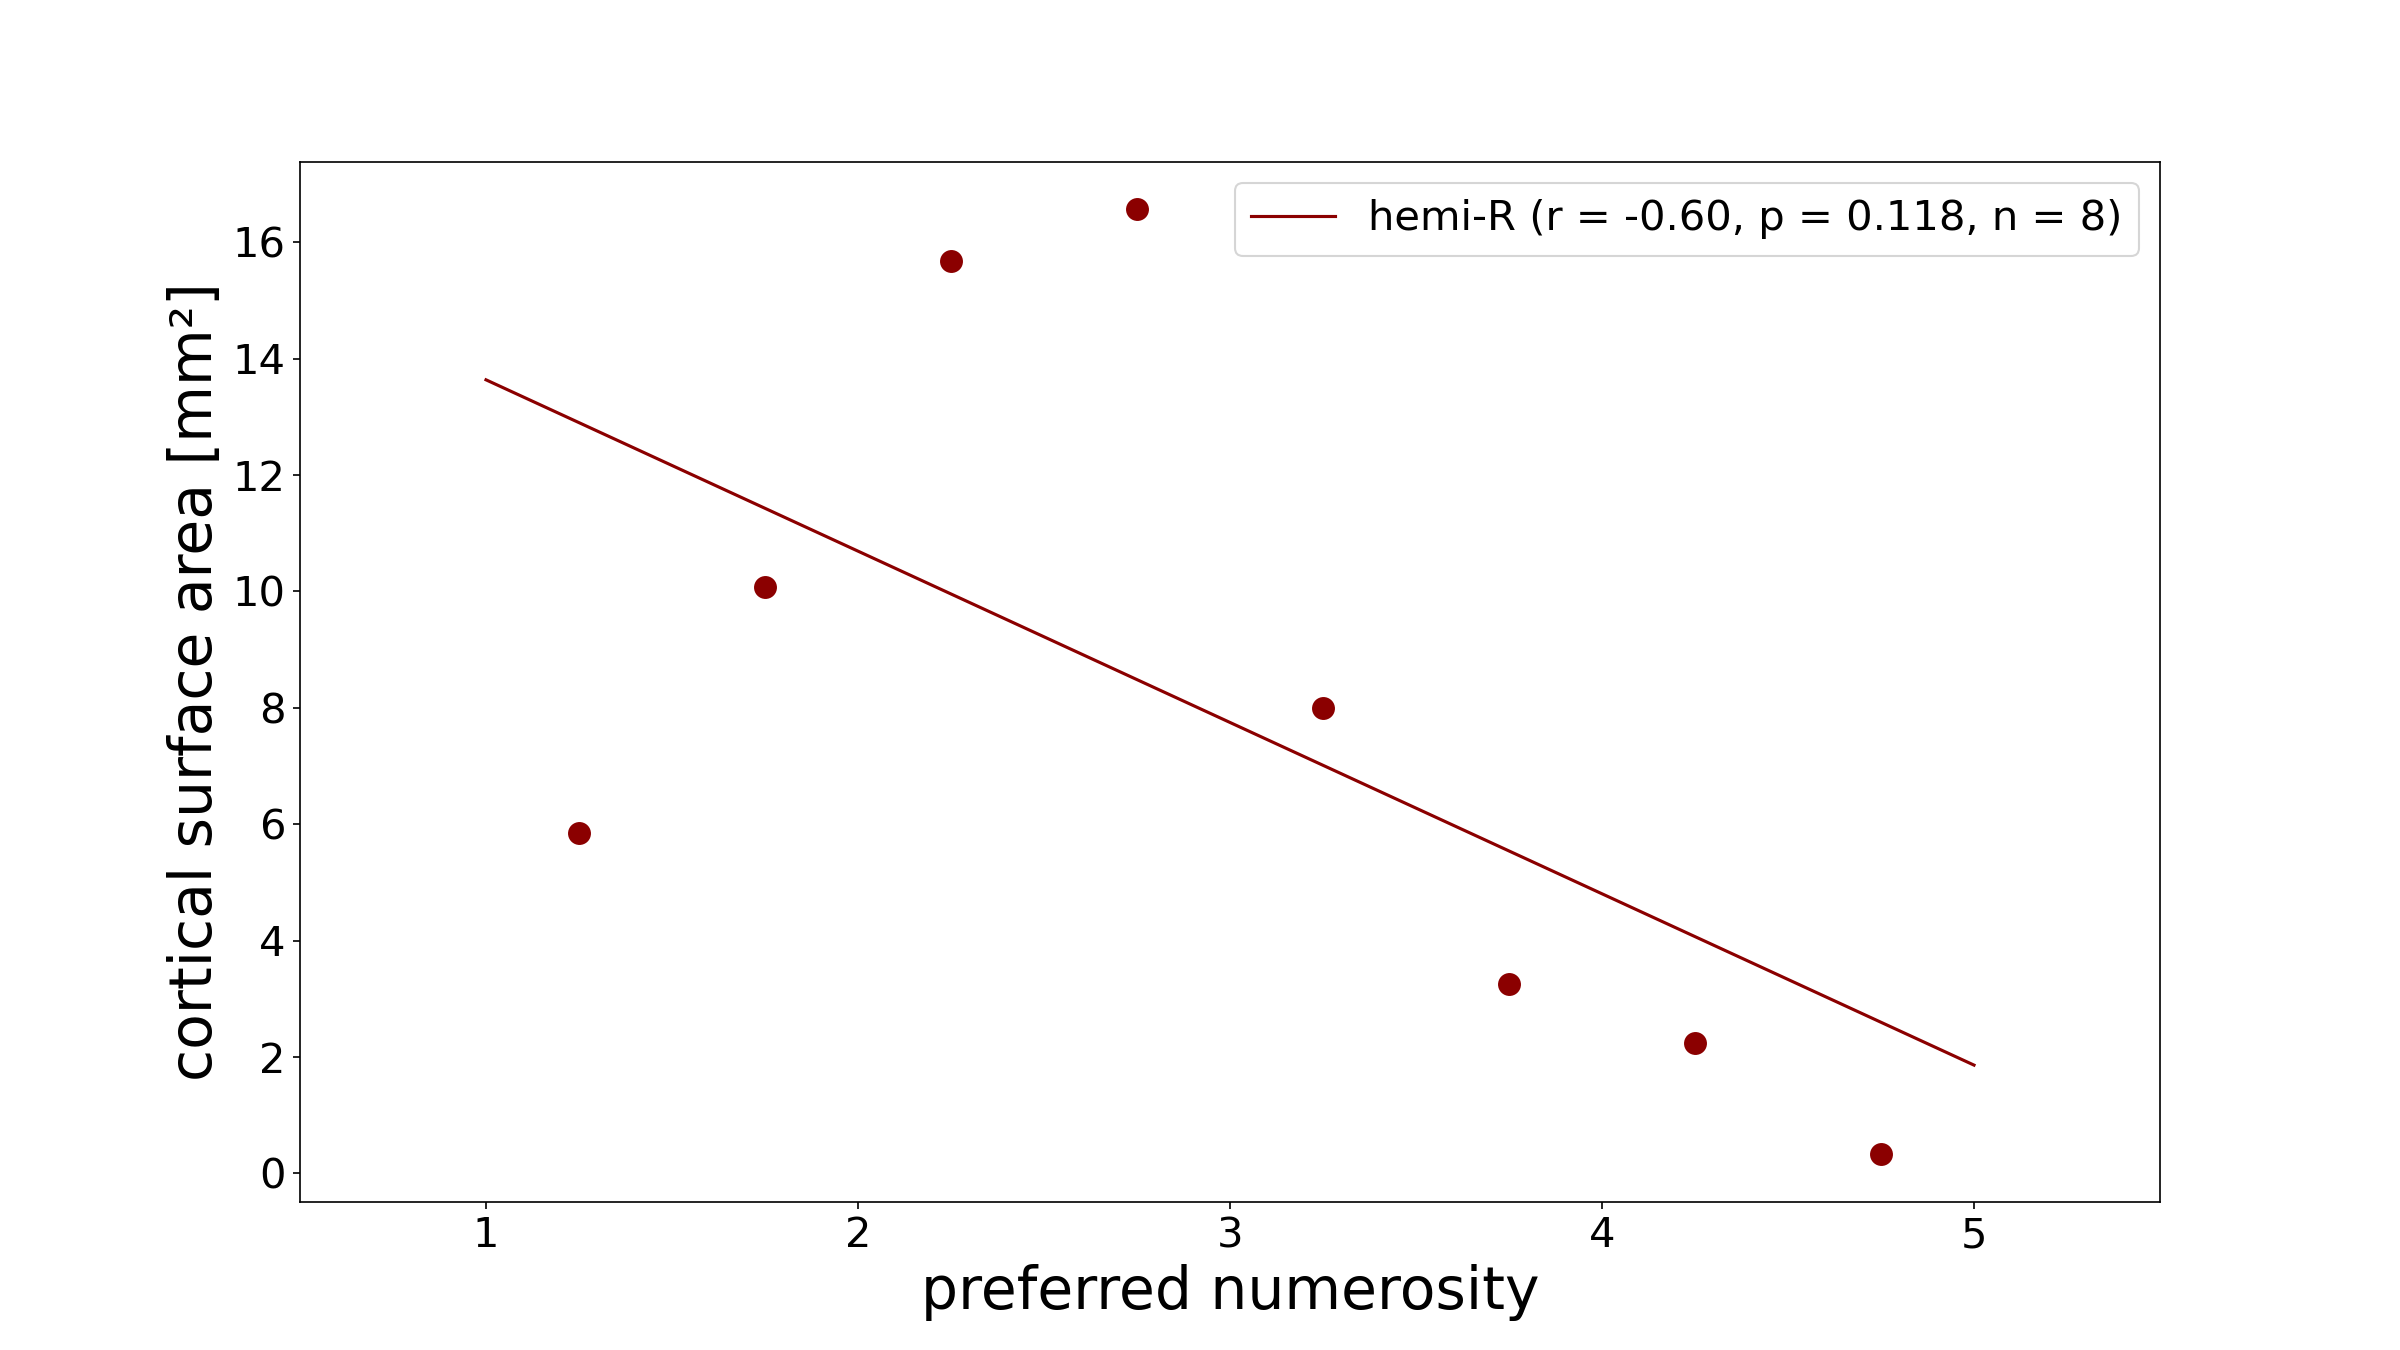 hemi-R (r = -0.60, p = 0.118, n = 8)
cortical surface area [mm²]
16
14
12
10
8
6
4
2
0
1 2 3 4 5
preferred numerosity